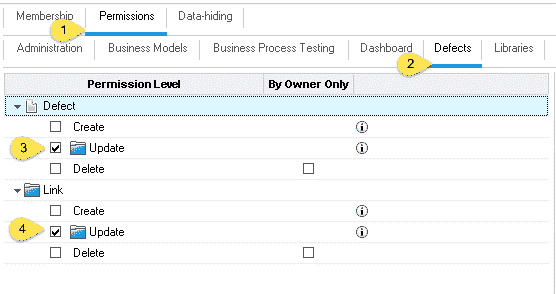 Membership Permissions Data-hiding
1
Administration Business Models Business Process Testing Dashboard Defects Libraries
2
Permission Level By Owner Only
Defect
Create
3 Update
Delete
Link
Create
4 Update
Delete